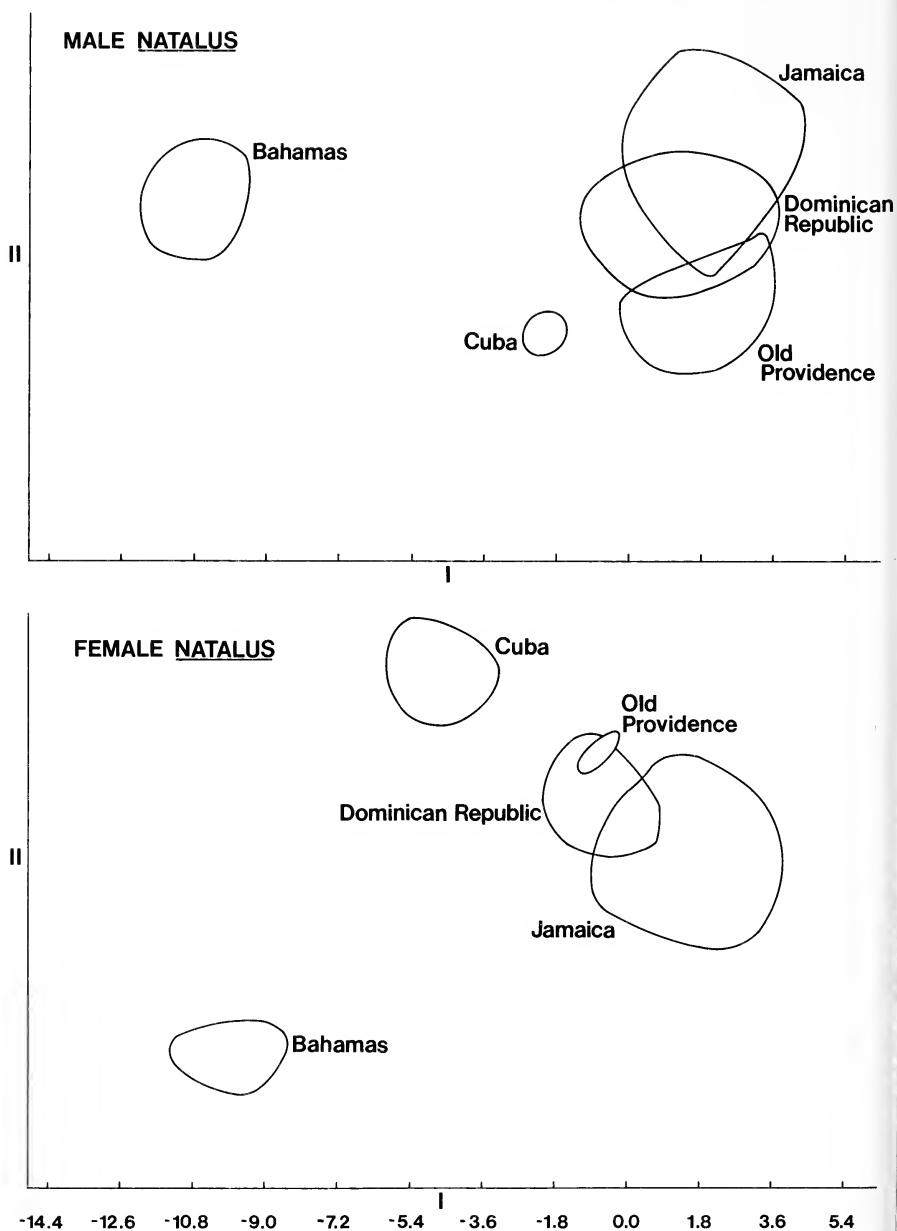 MALE NATALUS
Jamaica
Bahamas
Dominican
Republic
II
Cuba
Old
Providence
I
FEMALE NATALUS
Cuba
Old
Providence
Dominican Republic
II
Jamaica
Bahamas
I
-14.4 -12.6 -10.8 -9.0 -7.2 -5.4 -3.6 -1.8 0.0 1.8 3.6 5.4